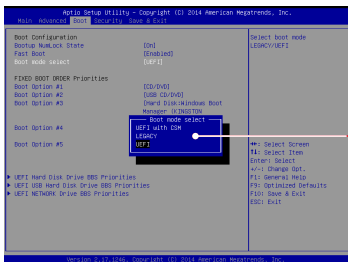 Aptio Setup Utility - Copyright (C) 2014 American Megatrends, Inc.
Main Advanced Boot Security Save & Exit
Boot Configuration
Bootup NumLock State [On]
Fast Boot [Enabled]
Boot mode select [UEFI]
FIXED BOOT ORDER Priorities
Boot Option #1 [CD/DVD]
Boot Option #2 [USB CD/DVD]
Boot Option #3 [Hard Disk:Windows Boot
Manager (KINGSTON
Boot mode select
UEFI with CSM
LEGACY
UEFI
Boot Option #4
Boot Option #5
UEFI Hard Disk Drive BBS Priorities
UEFI USB Hard Disk Drive BBS Priorities
UEFI NETWORK Drive BBS Priorities
Select boot mode
LEGACY/UEFI
→←: Select Screen
↑↓: Select Item
Enter: Select
+/-: Change Opt.
F1: General Help
F9: Optimized Defaults
F10: Save & Exit
ESC: Exit
Version 2.17.1246. Copyright (C) 2014 American Megatrends, Inc.